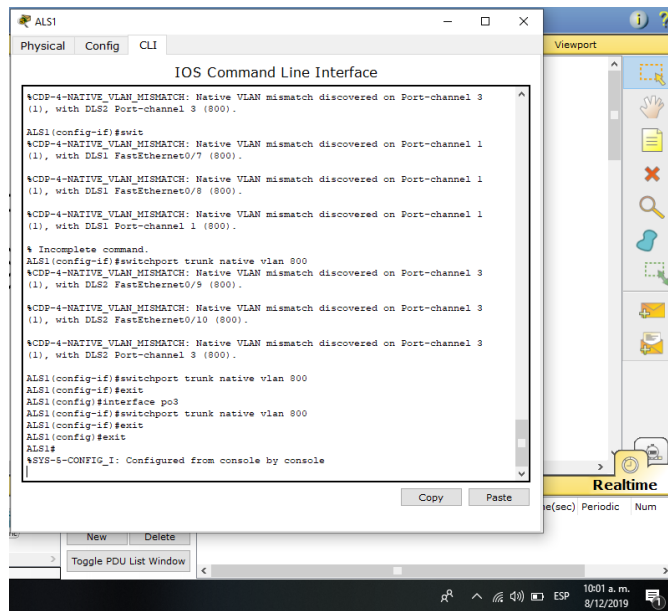 ALS1
Physical Config CLI
Viewport
IOS Command Line Interface
%CDP-4-NATIVE_VLAN_MISMATCH: Native VLAN mismatch discovered on Port-channel 3
(1), with DLS2 Port-channel 3 (800).
ALS1(config-if)#swit
%CDP-4-NATIVE_VLAN_MISMATCH: Native VLAN mismatch discovered on Port-channel 1
(1), with DLS1 FastEthernet0/7 (800).
%CDP-4-NATIVE_VLAN_MISMATCH: Native VLAN mismatch discovered on Port-channel 1
(1), with DLS1 FastEthernet0/8 (800).
%CDP-4-NATIVE_VLAN_MISMATCH: Native VLAN mismatch discovered on Port-channel 1
(1), with DLS1 Port-channel 1 (800).
% Incomplete command.
ALS1(config-if)#switchport trunk native vlan 800
%CDP-4-NATIVE_VLAN_MISMATCH: Native VLAN mismatch discovered on Port-channel 3
(1), with DLS2 FastEthernet0/9 (800).
%CDP-4-NATIVE_VLAN_MISMATCH: Native VLAN mismatch discovered on Port-channel 3
(1), with DLS2 FastEthernet0/10 (800).
%CDP-4-NATIVE_VLAN_MISMATCH: Native VLAN mismatch discovered on Port-channel 3
(1), with DLS2 Port-channel 3 (800).
ALS1(config-if)#switchport trunk native vlan 800
ALS1(config-if)#exit
ALS1(config)#interface po3
ALS1(config-if)#switchport trunk native vlan 800
ALS1(config-if)#exit
ALS1(config)#exit
ALS1#
%SYS-5-CONFIG_I: Configured from console by console
Copy Paste
Realtime
Periodic Num
New Delete
Toggle PDU List Window
ESP
10:01 a. m.
8/12/2019